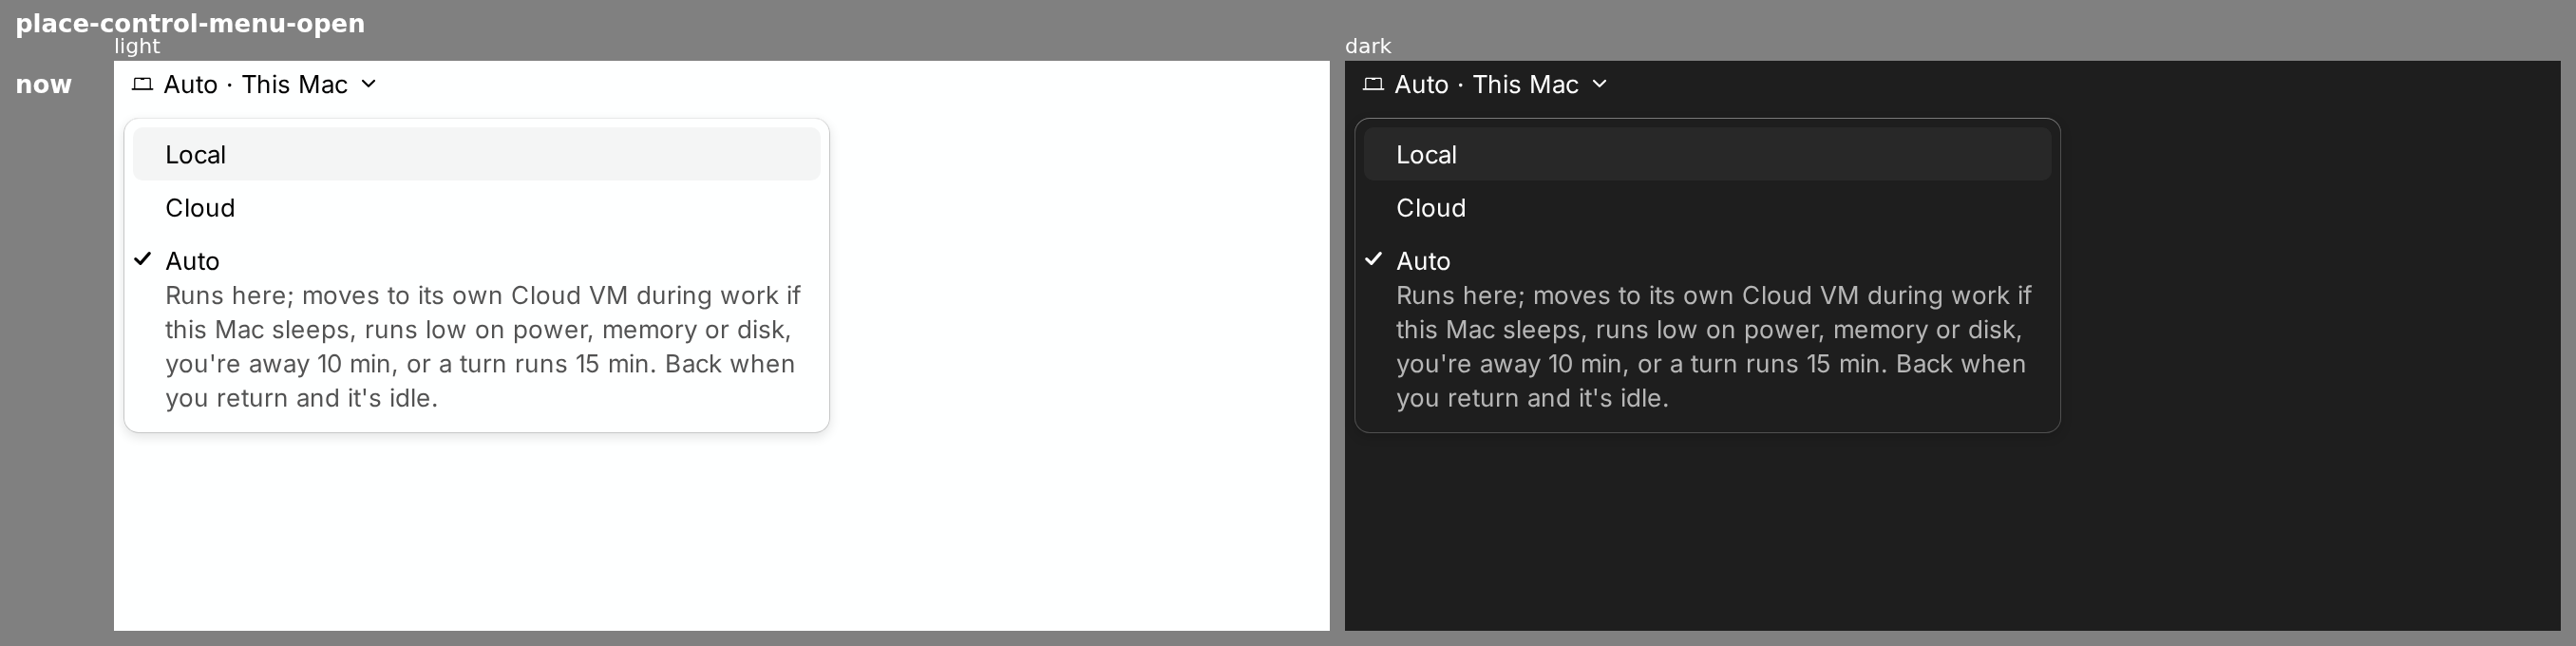 place-control-menu-open
light
dark
now
Auto · This Mac
Local
Cloud
Auto
Runs here; moves to its own Cloud VM during work if
this Mac sleeps, runs low on power, memory or disk,
you're away 10 min, or a turn runs 15 min. Back when
you return and it's idle.
Auto · This Mac
Local
Cloud
Auto
Runs here; moves to its own Cloud VM during work if
this Mac sleeps, runs low on power, memory or disk,
you're away 10 min, or a turn runs 15 min. Back when
you return and it's idle.